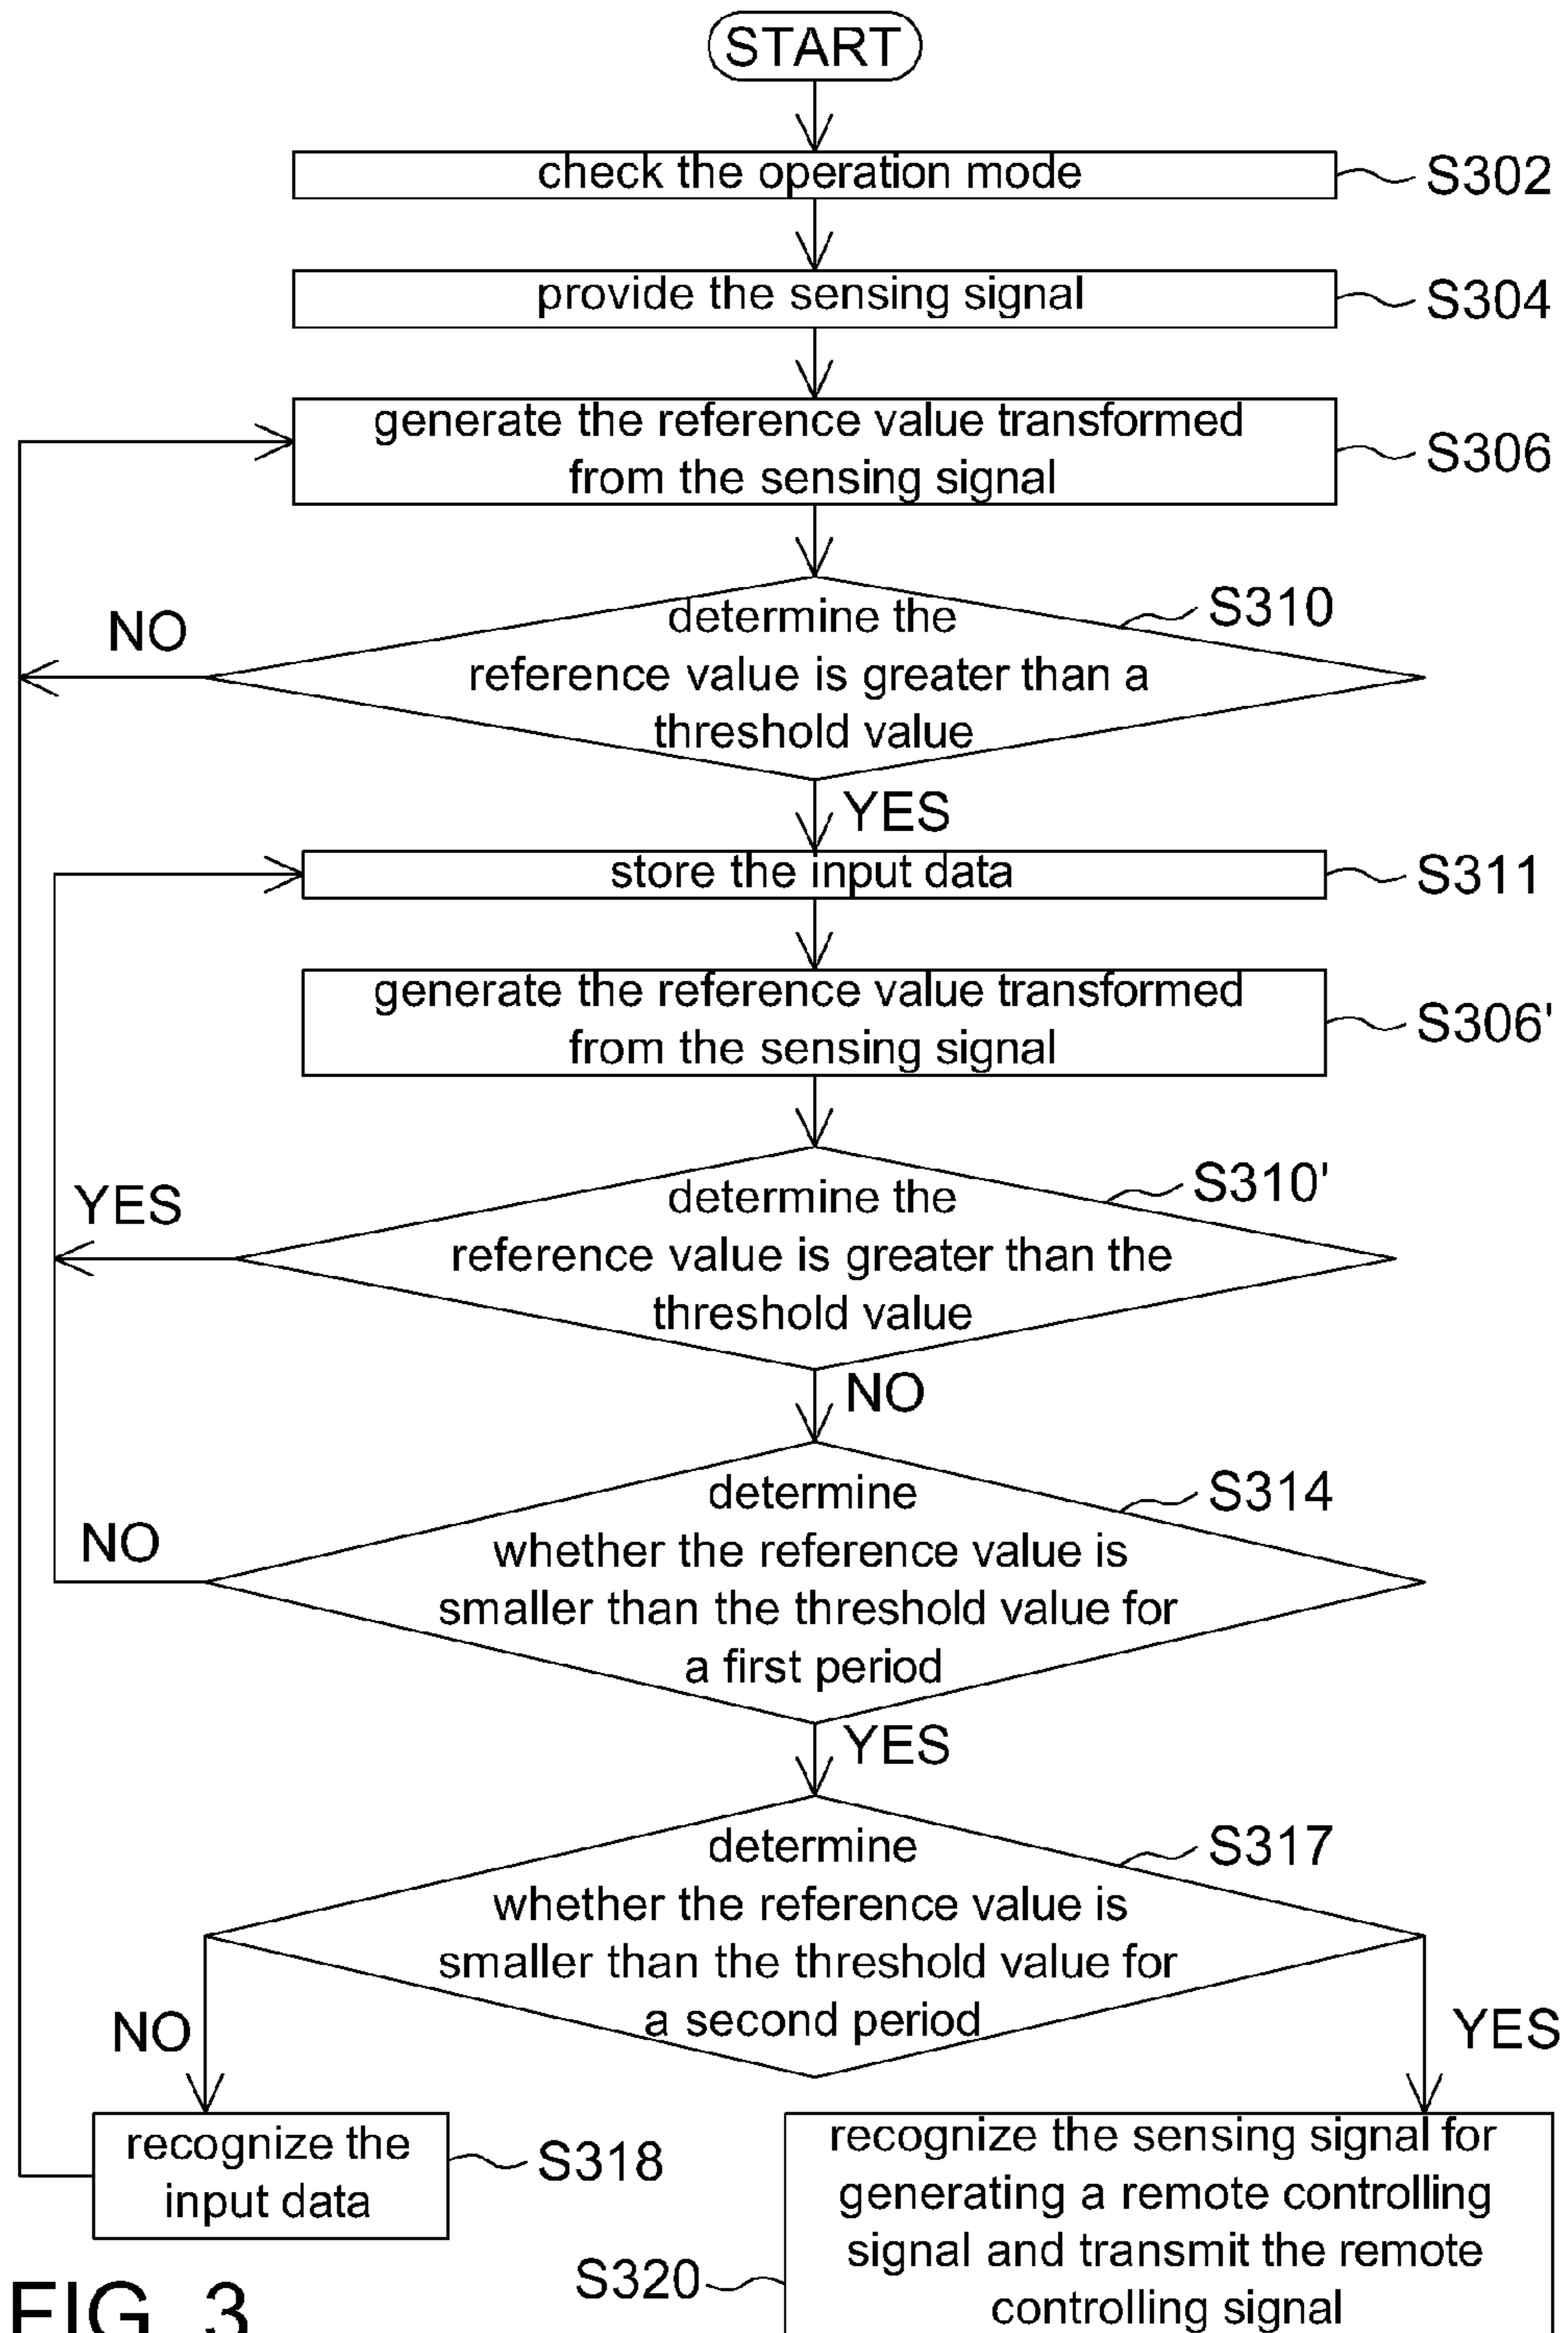 START
check the operation mode
S302
provide the sensing signal
S304
generate the reference value transformed
from the sensing signal
S306
determine the
reference value is greater than a
threshold value
S310
NO
YES
store the input data
S311
generate the reference value transformed
from the sensing signal
S306'
determine the
reference value is greater than the
threshold value
S310'
YES
NO
determine
whether the reference value is
smaller than the threshold value for
a first period
S314
NO
YES
determine
whether the reference value is
smaller than the threshold value for
a second period
S317
NO
YES
recognize the
input data
S318
recognize the sensing signal for
generating a remote controlling
signal and transmit the remote
controlling signal
S320
FIG. 3